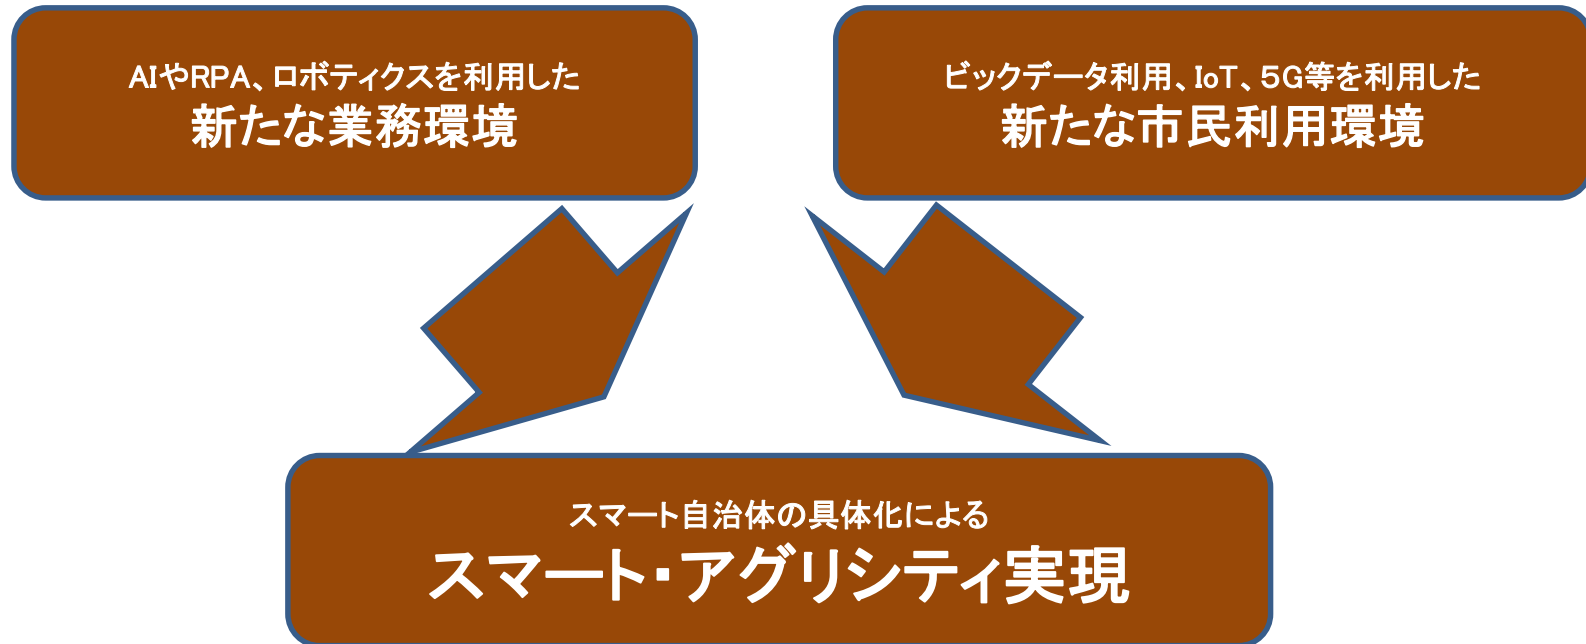 AIやRPA、ロボティクスを利用した
新たな業務環境
ビックデータ利用、IoT、５G等を利用した
新たな市民利用環境
スマート自治体の具体化による
スマート・アグリシティ実現